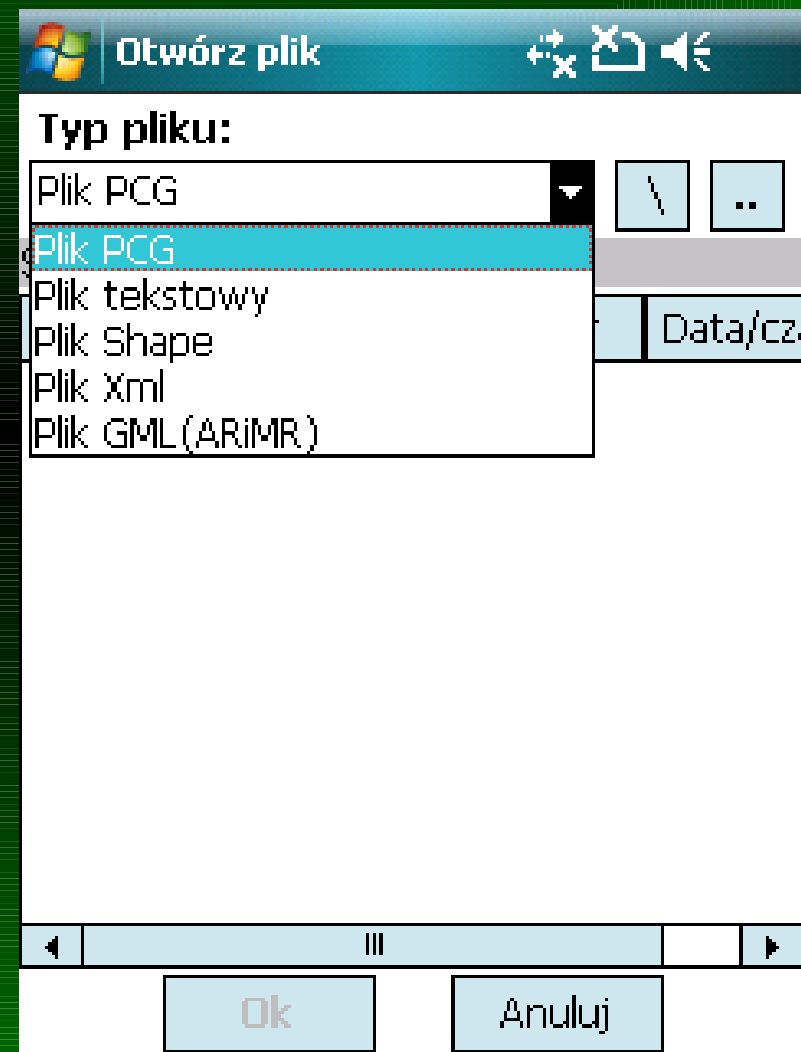 Otwórz plik
Typ pliku:
Plik PCG
\ ..
Plik PCG
Plik tekstowy
Plik Shape
Plik Xml
Plik GML(ARiMR)
Data/cza
Ok Anuluj